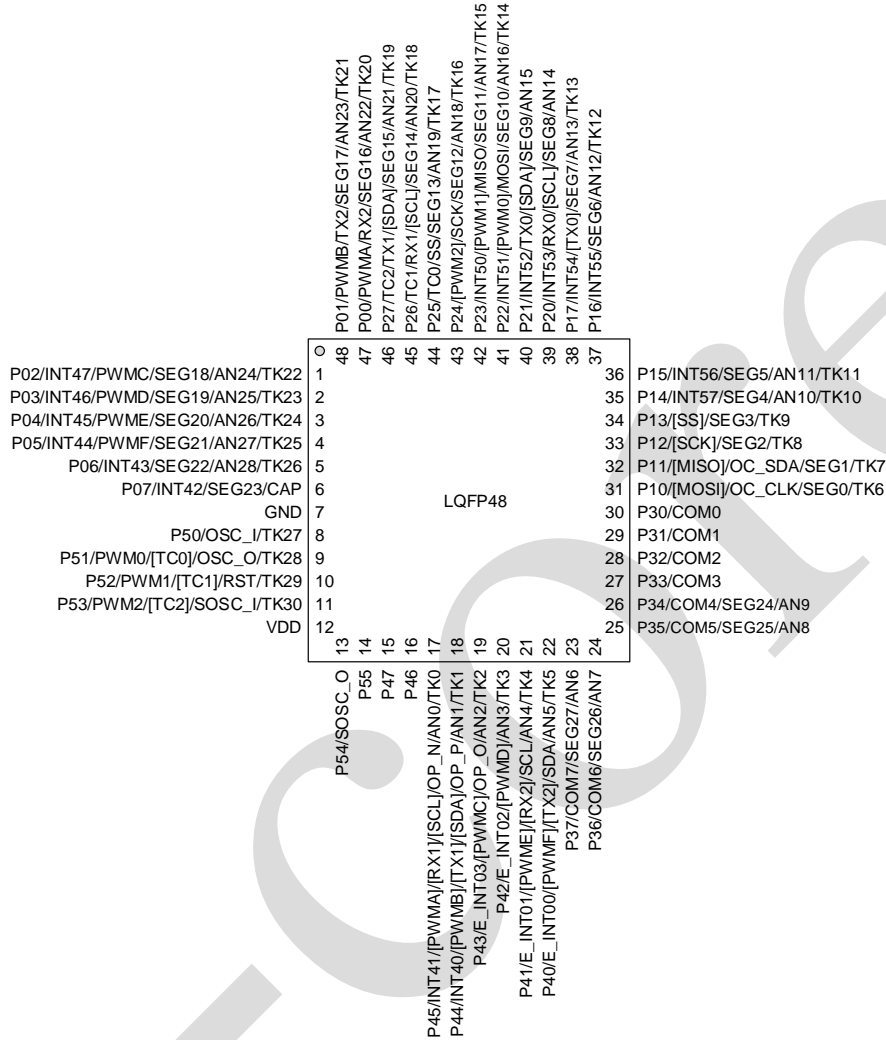 P01/PWMB/TX2/SEG17/AN23/TK21
P00/PWMA/RX2/SEG16/AN22/TK20
P27/TC2/TX1/[SDA]/SEG15/AN21/TK19
P26/TC1/RX1/[SCL]/SEG14/AN20/TK18
P25/TC0/SS/SEG13/AN19/TK17
P24/[PWM2]/SCK/SEG12/AN18/TK16
P23/INT50/[PWM1]/MISO/SEG11/AN17/TK15
P22/INT51/[PWM0]/MOSI/SEG10/AN16/TK14
P21/INT52/TX0/[SDA]/SEG9/AN15
P20/INT53/RX0/[SCL]/SEG8/AN14
P17/INT54/[TX0]/SEG7/AN13/TK13
P16/INT55/SEG6/AN12/TK12
48 47 46 45 44 43 42 41 40 39 38 37
P02/INT47/PWMC/SEG18/AN24/TK22 1
P03/INT46/PWMD/SEG19/AN25/TK23 2
P04/INT45/PWME/SEG20/AN26/TK24 3
P05/INT44/PWMF/SEG21/AN27/TK25 4
P06/INT43/SEG22/AN28/TK26 5
P07/INT42/SEG23/CAP 6
GND 7
P50/OSC_I/TK27 8
P51/PWM0/[TC0]/OSC_O/TK28 9
P52/PWM1/[TC1]/RST/TK29 10
P53/PWM2/[TC2]/SOSC_I/TK30 11
VDD 12
LQFP48
36 P15/INT56/SEG5/AN11/TK11
35 P14/INT57/SEG4/AN10/TK10
34 P13/[SS]/SEG3/TK9
33 P12/[SCK]/SEG2/TK8
32 P11/[MISO]/OC_SDA/SEG1/TK7
31 P10/[MOSI]/OC_CLK/SEG0/TK6
30 P30/COM0
29 P31/COM1
28 P32/COM2
27 P33/COM3
26 P34/COM4/SEG24/AN9
25 P35/COM5/SEG25/AN8
13 14 15 16 17 18 19 20 21 22 23 24
P54/SOSC_O
P55
P47
P46
P45/INT41/[PWMA]/[RX1]/[SCL]/OP_N/AN0/TK0
P44/INT40/[PWMB]/[TX1]/[SDA]/OP_P/AN1/TK1
P43/E_INT03/[PWMC]/OP_O/AN2/TK2
P42/E_INT02/[PWMD]/AN3/TK3
P41/E_INT01/[PWME]/[RX2]/SCL/AN4/TK4
P40/E_INT00/[PWMF]/[TX2]/SDA/AN5/TK5
P37/COM7/SEG27/AN6
P36/COM6/SEG26/AN7